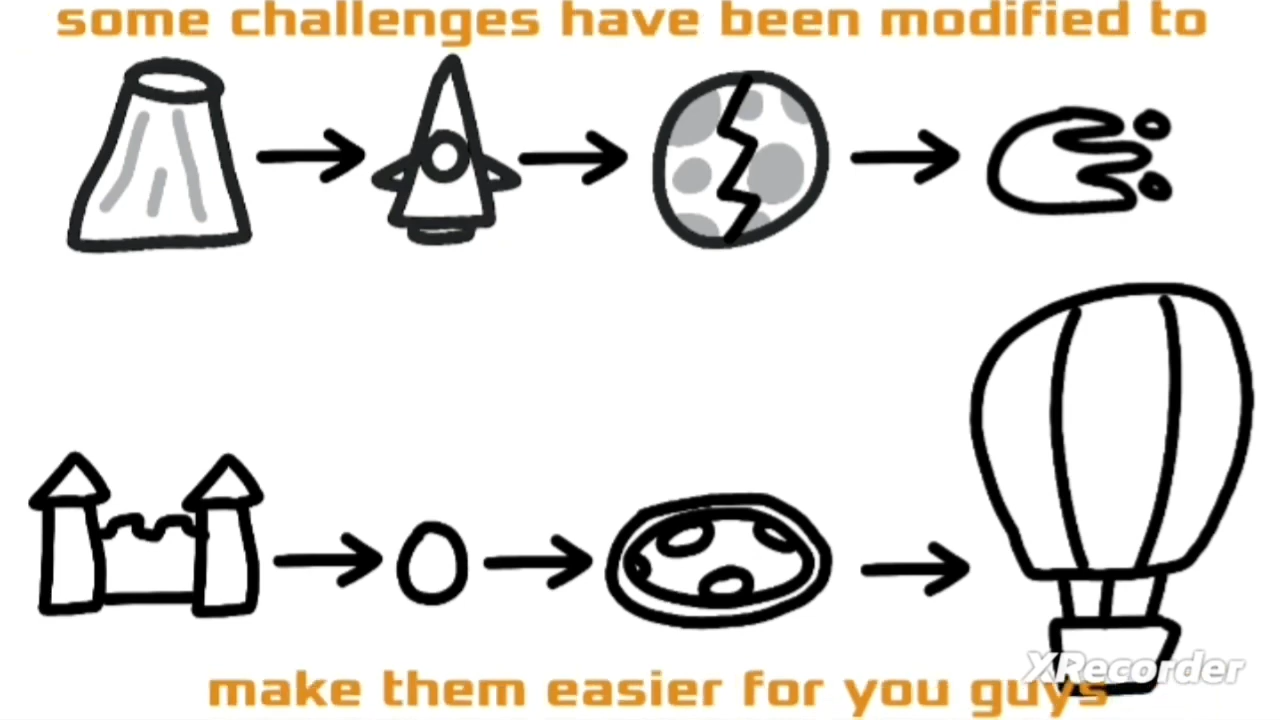 some challenges have been modified to
make them easier for you guys
XRecorder